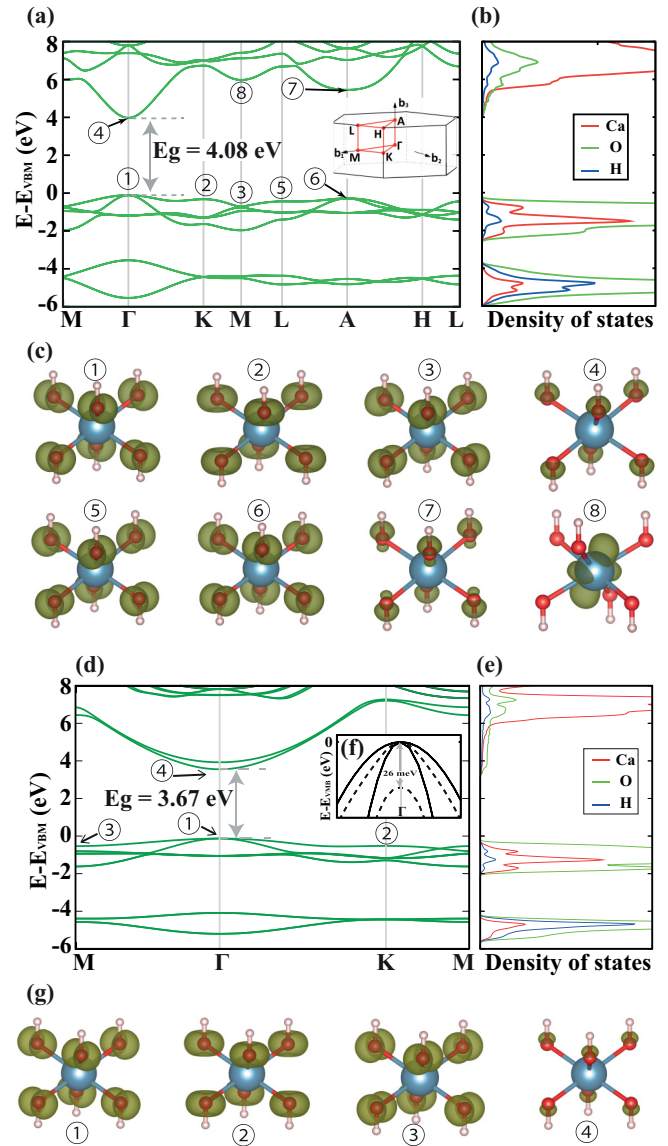 (a)
(b)
8
6
4
2
0
-2
-4
-6
E-EVBM (eV)
⑦
⑧
④
Eg = 4.08 eV
①
②
③
⑤
⑥
b₃
A
L
H
Γ
M
K
b₁
b₂
Ca
O
H
M Γ K M L A H L
Density of states
(c)
① ② ③ ④
⑤ ⑥ ⑦ ⑧
(d)
(e)
8
6
4
2
0
-2
-4
-6
E-EVBM (eV)
④
Eg = 3.67 eV
③
①
②
(f)
0
E-EVMB (eV)
26 meV
Γ
Ca
O
H
M Γ K M
Density of states
(g)
① ② ③ ④